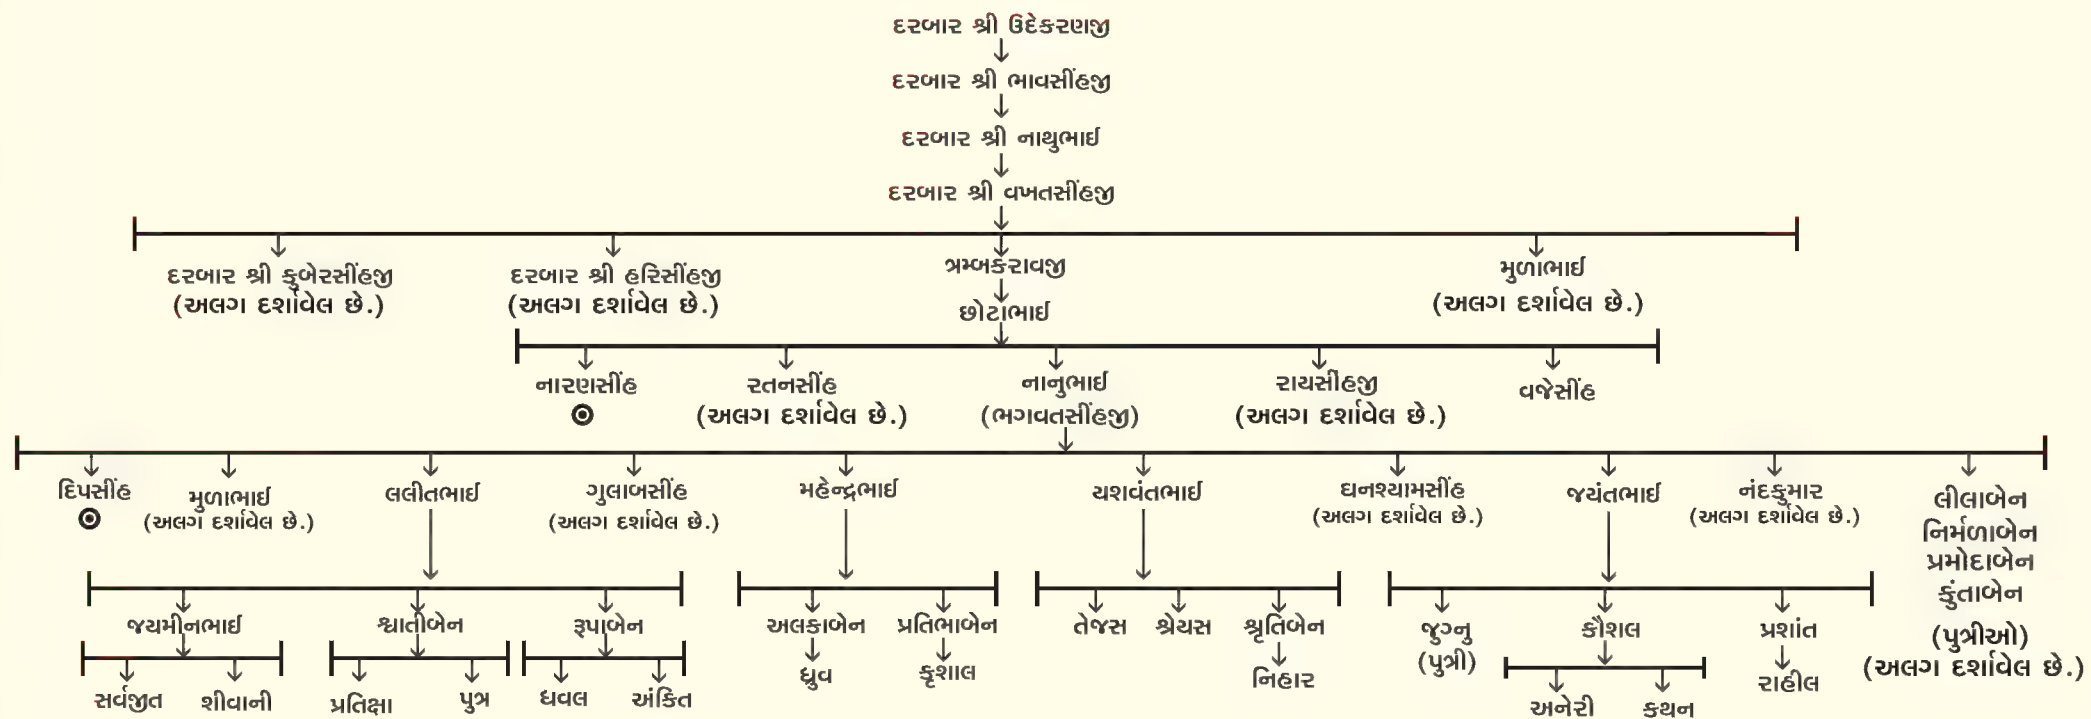 દરબાર શ્રી ઉદેકરણજી
દરબાર શ્રી ભાવસીંહજી
દરબાર શ્રી નાથુભાઈ
દરબાર શ્રી વખતસીંહજી
દરબાર શ્રી કુબેરસીંહજી
(અલગ દર્શાવેલ છે.)
દરબાર શ્રી હરિસીંહજી
(અલગ દર્શાવેલ છે.)
ત્રમ્બકરાવજી
છોટાભાઈ
મુળાભાઈ
(અલગ દર્શાવેલ છે.)
નારણસીંહ
રતનસીંહ
(અલગ દર્શાવેલ છે.)
નાનુભાઈ
(ભગવતસીંહજી)
રાયસીંહજી
(અલગ દર્શાવેલ છે.)
વજેસીંહ
દિપસીંહ
મુળાભાઈ
(અલગ દર્શાવેલ છે.)
લલીતભાઈ
ગુલાબસીંહ
(અલગ દર્શાવેલ છે.)
મહેન્દ્રભાઈ
યશવંતભાઈ
ઘનશ્યામસીંહ
(અલગ દર્શાવેલ છે.)
જયંતભાઈ
નંદકુમાર
(અલગ દર્શાવેલ છે.)
લીલાબેન
નિર્મળાબેન
પ્રમોદાબેન
કુંતાબેન
(પુત્રીઓ)
(અલગ દર્શાવેલ છે.)
જયમીનભાઈ
શ્વાતીબેન
રૂપાબેન
અલકાબેન
પ્રતિભાબેન
તેજસ
શ્રેયસ
શ્રૃતિબેન
જુગ્નુ
(પુત્રી)
કૌશલ
પ્રશાંત
સર્વજીત
શીવાની
પ્રતિક્ષા
પુત્ર
ધવલ
અંકિત
ધ્રુવ
કૃશાલ
નિહાર
અનેરી
કથન
રાહીલ